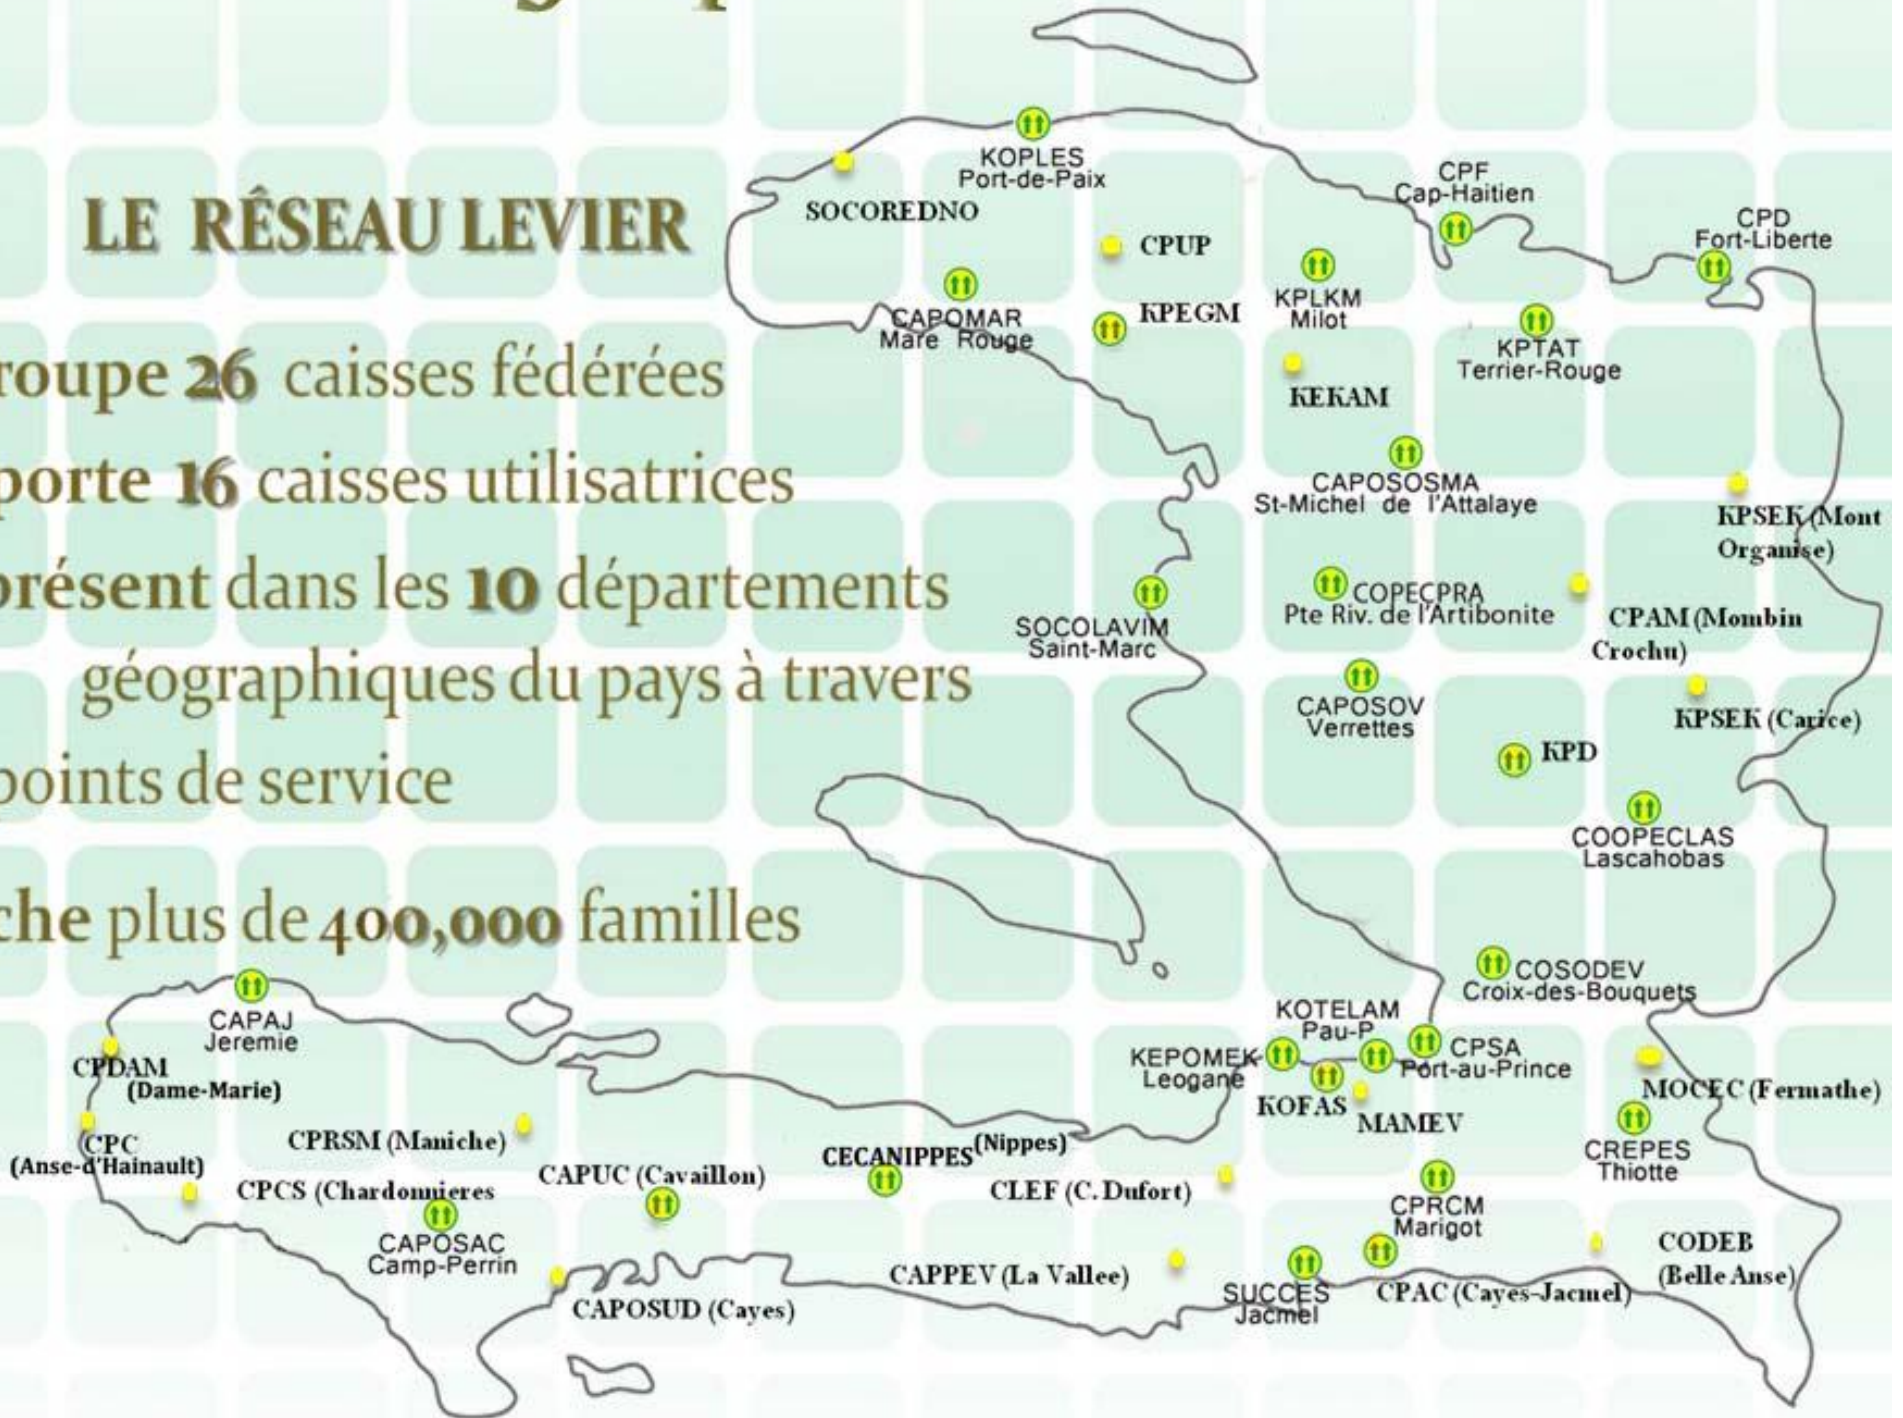 LE RÊSEAU LEVIER
roupe 26 caisses fédérées
porte 16 caisses utilisatrices
présent dans les 10 départements
géographiques du pays à travers
points de service
che plus de 400,000 familles
KOPLES
Port-de-Paix
SOCOREDNO
CPUP
CAPOMAR
Mare Rouge
KPEGM
KPLKM
Milot
CPF
Cap-Haitien
CPD
Fort-Liberte
KPTAT
Terrier-Rouge
KEKAM
CAPOSOSMA
St-Michel de l'Attalaye
KPSEK (Mont
Organise)
SOCOLAVIM
Saint-Marc
COPECPRA
Pte Riv. de l'Artibonite
CPAM (Mombin
Crochu)
CAPOSOV
Verrettes
KPSEK (Carice)
KPD
COOPECLAS
Lascahobas
COSODEV
Croix-des-Bouquets
KOTELAM
Pau-P
KEPOMEK
Leogane
CPSA
Port-au-Prince
KOFAS
MAMEV
MOCEC (Fermathe)
CREPES
Thiotte
CAPAJ
Jeremie
CPDAM
(Dame-Marie)
CPC
(Anse-d'Hainault)
CPRSM (Maniche)
CPCS (Chardonnieres
CAPOSAC
Camp-Perrin
CAPUC (Cavaillon)
CECANIPPES (Nippes)
CLEF (C. Dufort)
CPRCM
Marigot
CAPOSUD (Cayes)
CAPPEV (La Vallee)
SUCCES
Jacmel
CPAC (Cayes-Jacmel)
CODEB
(Belle Anse)